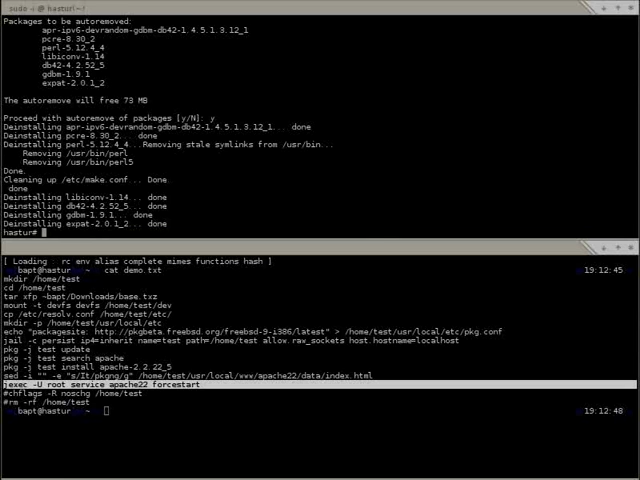 sudo -i @ hastur:~/
Packages to be autoremoved:
apr-ipv6-devrandom-gdbm-db42-1.4.5.1.3.12_1
pcre-8.30_2
perl-5.12.4_4
libiconv-1.14
db42-4.2.52_5
gdbm-1.9.1
expat-2.0.1_2
The autoremove will free 73 MB
Proceed with autoremove of packages [y/N]: y
Deinstalling apr-ipv6-devrandom-gdbm-db42-1.4.5.1.3.12_1... done
Deinstalling pcre-8.30_2... done
Deinstalling perl-5.12.4_4...Removing stale symlinks from /usr/bin...
Removing /usr/bin/perl
Removing /usr/bin/perl5
Done.
Cleaning up /etc/make.conf... Done.
done
Deinstalling libiconv-1.14... done
Deinstalling db42-4.2.52_5... done
Deinstalling gdbm-1.9.1... done
Deinstalling expat-2.0.1_2... done
hastur#
[ Loading : rc env alias complete mimes functions hash ]
bapt@hastur ~ cat demo.txt 19:12:45
mkdir /home/test
cd /home/test
tar xfp ~bapt/Downloads/base.txz
mount -t devfs devfs /home/test/dev
cp /etc/resolv.conf /home/test/etc/
mkdir -p /home/test/usr/local/etc
echo "packagesite: http://pkgbeta.freebsd.org/freebsd-9-i386/latest" > /home/test/usr/local/etc/pkg.conf
jail -c persist ip4=inherit name=test path=/home/test allow.raw_sockets host.hostname=localhost
pkg -j test update
pkg -j test search apache
pkg -j test install apache-2.2.22_5
sed -i "" -e "s/It/pkgng/g" /home/test/usr/local/www/apache22/data/index.html
jexec -U root service apache22 forcestart
#chflags -R noschg /home/test
#rm -rf /home/test
bapt@hastur ~ 19:12:48